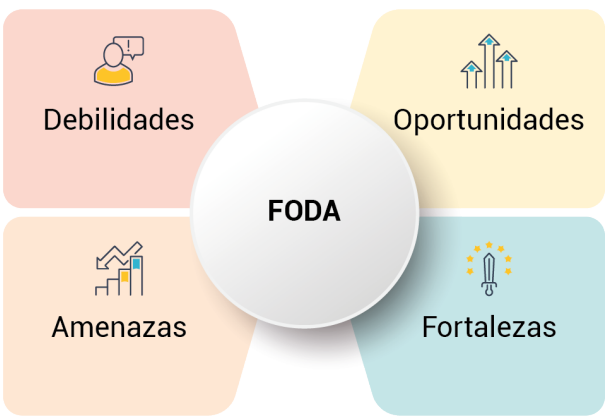 Debilidades
Oportunidades
FODA
Amenazas
Fortalezas